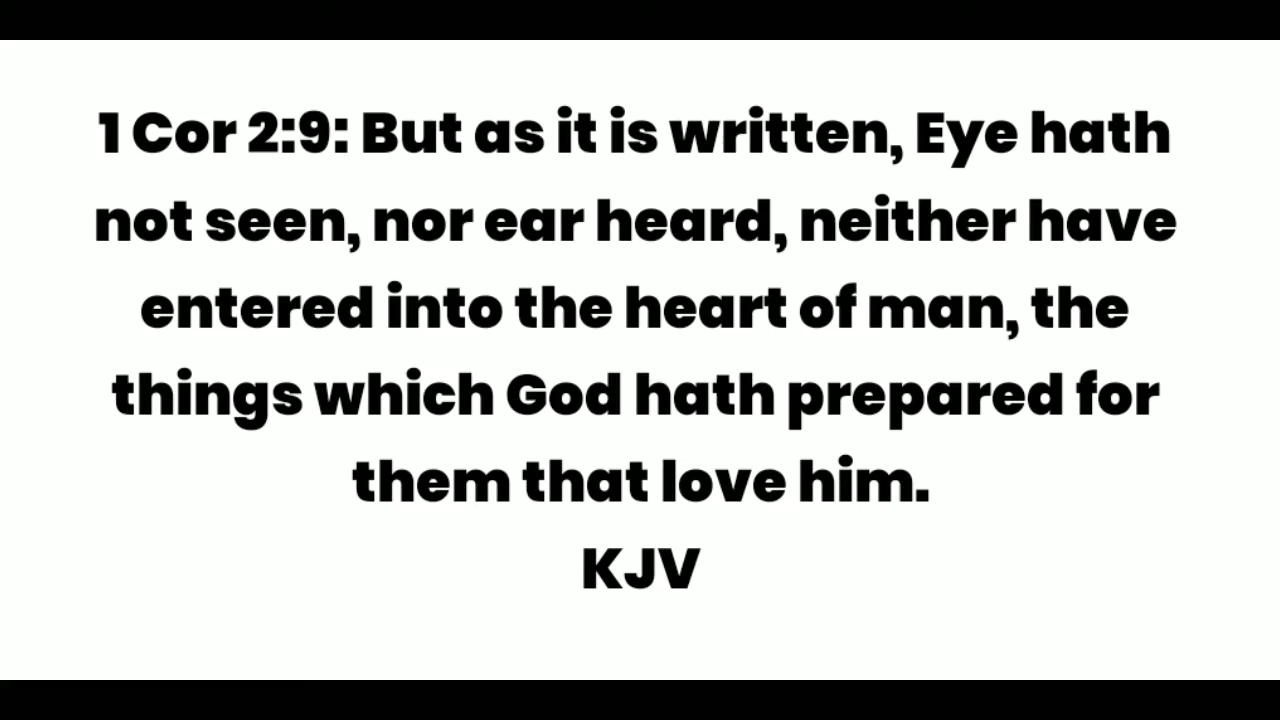 1 Cor 2:9: But as it is written, Eye hath
not seen, nor ear heard, neither have
entered into the heart of man, the
things which God hath prepared for
them that love him.
KJV